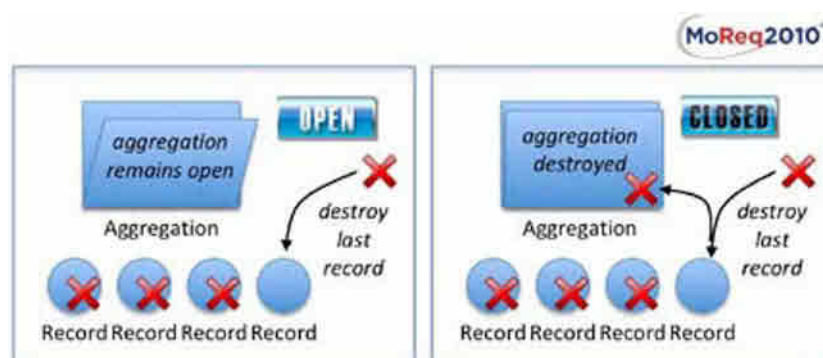 MoReq2010
OPEN
aggregation
remains open
Aggregation
destroy
last
record
Record Record Record Record
CLOSED
aggregation
destroyed
Aggregation
destroy
last
record
Record Record Record Record